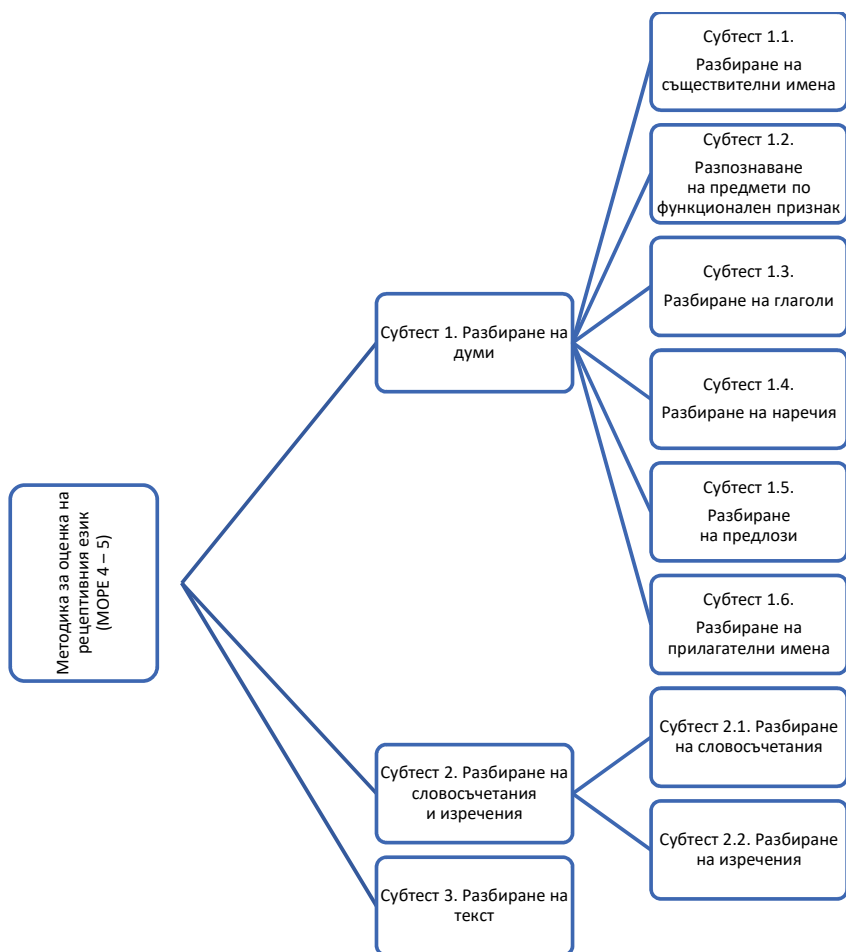 Методика за оценка на
рецептивния език
(МОРЕ 4 – 5)
Субтест 1. Разбиране на
думи
Субтест 1.1.
Разбиране на
съществителни имена
Субтест 1.2.
Разпознаване
на предмети по
функционален признак
Субтест 1.3.
Разбиране на глаголи
Субтест 1.4.
Разбиране на наречия
Субтест 1.5.
Разбиране
на предлози
Субтест 1.6.
Разбиране на
прилагателни имена
Субтест 2. Разбиране на
словосъчетания
и изречения
Субтест 2.1. Разбиране
на словосъчетания
Субтест 2.2. Разбиране
на изречения
Субтест 3. Разбиране на
текст